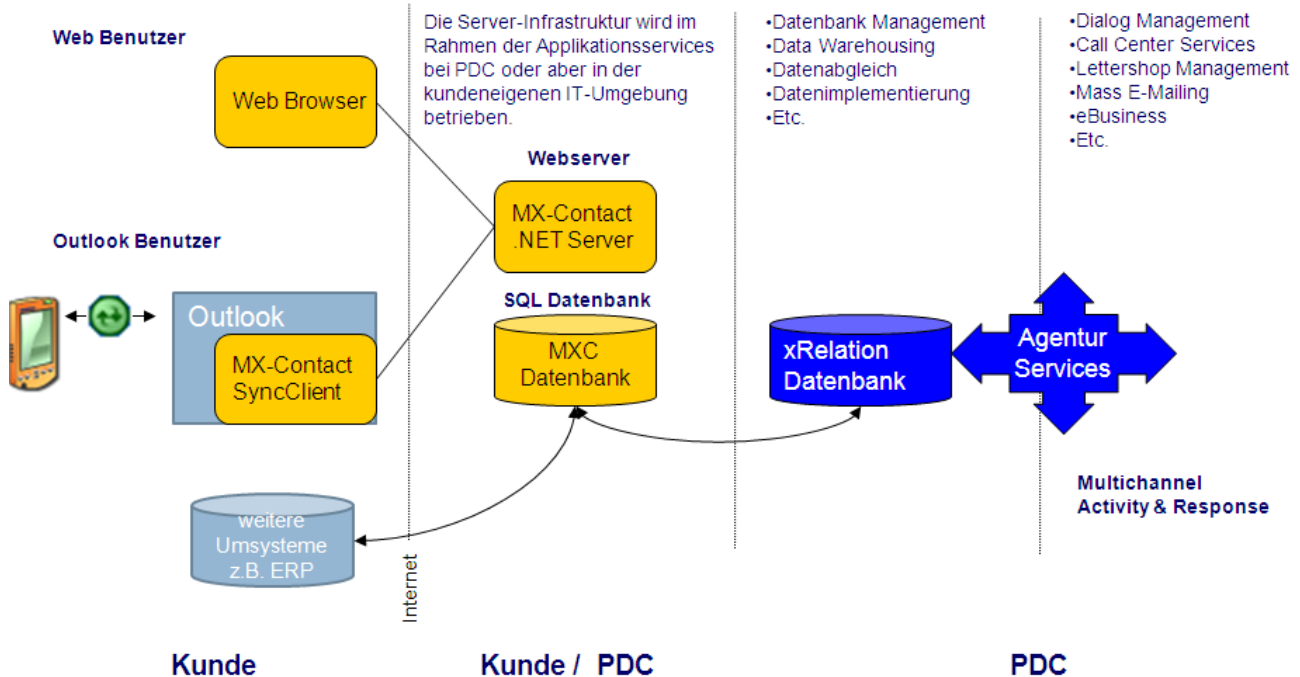 Web Benutzer
Web Browser
Outlook Benutzer
Outlook
MX-Contact
SyncClient
weitere
Umsysteme
z.B. ERP
Internet
Die Server-Infrastruktur wird im
Rahmen der Applikationsservices
bei PDC oder aber in der
kundeneigenen IT-Umgebung
betrieben.
Webserver
MX-Contact
.NET Server
SQL Datenbank
MXC
Datenbank
•Datenbank Management
•Data Warehousing
•Datenabgleich
•Datenimplementierung
•Etc.
xRelation
Datenbank
•Dialog Management
•Call Center Services
•Lettershop Management
•Mass E-Mailing
•eBusiness
•Etc.
Agentur
Services
Multichannel
Activity & Response
Kunde
Kunde / PDC
PDC